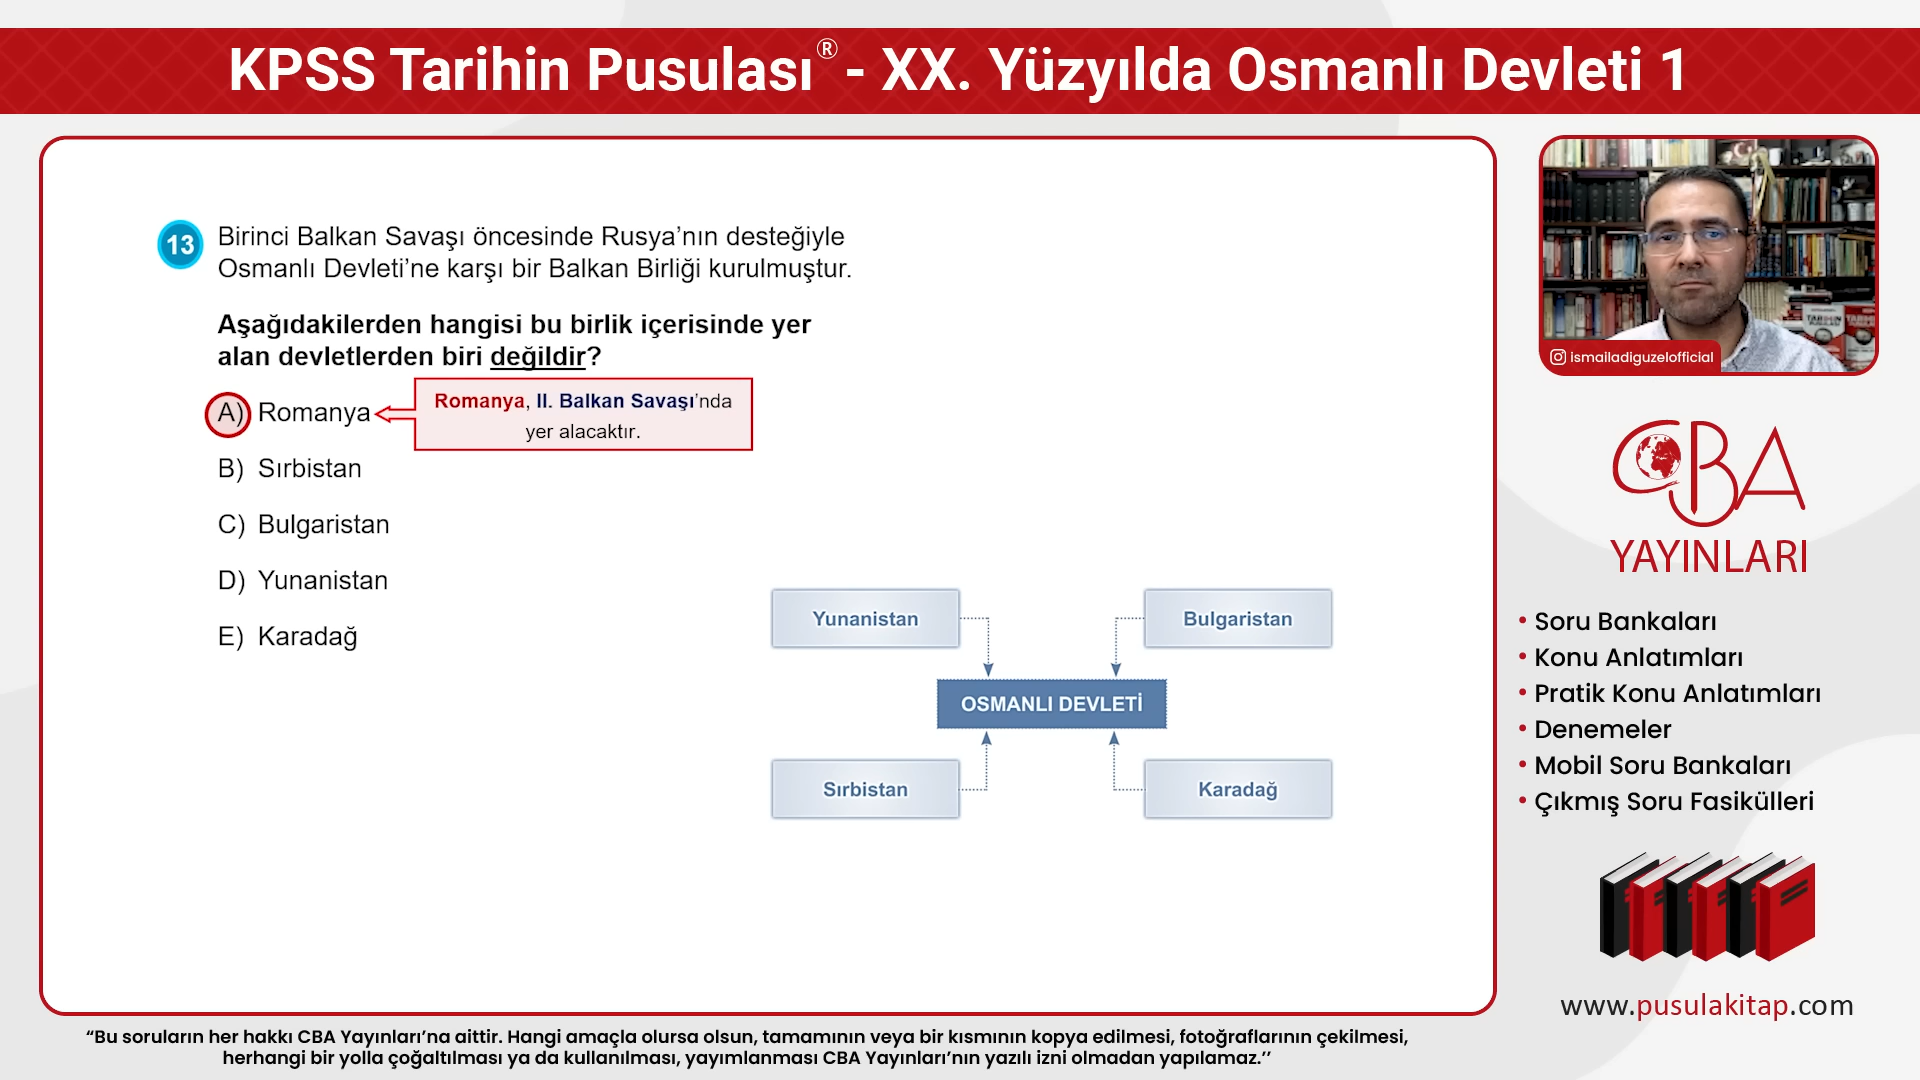 KPSS Tarihin Pusulası® - XX. Yüzyılda Osmanlı Devleti 1
13
Birinci Balkan Savaşı öncesinde Rusya’nın desteğiyle
Osmanlı Devleti’ne karşı bir Balkan Birliği kurulmuştur.
Aşağıdakilerden hangisi bu birlik içerisinde yer
alan devletlerden biri değildir?
A) Romanya
Romanya, II. Balkan Savaşı’nda
yer alacaktır.
B) Sırbistan
C) Bulgaristan
D) Yunanistan
E) Karadağ
Yunanistan
Bulgaristan
OSMANLI DEVLETİ
Sırbistan
Karadağ
TARİHİN
PUSULASI
ismailadiguzelofficial
CBA
YAYINLARI
• Soru Bankaları
• Konu Anlatımları
• Pratik Konu Anlatımları
• Denemeler
• Mobil Soru Bankaları
• Çıkmış Soru Fasikülleri
www.pusulakitap.com
“Bu soruların her hakkı CBA Yayınları’na aittir. Hangi amaçla olursa olsun, tamamının veya bir kısmının kopya edilmesi, fotoğraflarının çekilmesi,
herhangi bir yolla çoğaltılması ya da kullanılması, yayımlanması CBA Yayınları’nın yazılı izni olmadan yapılamaz.’’